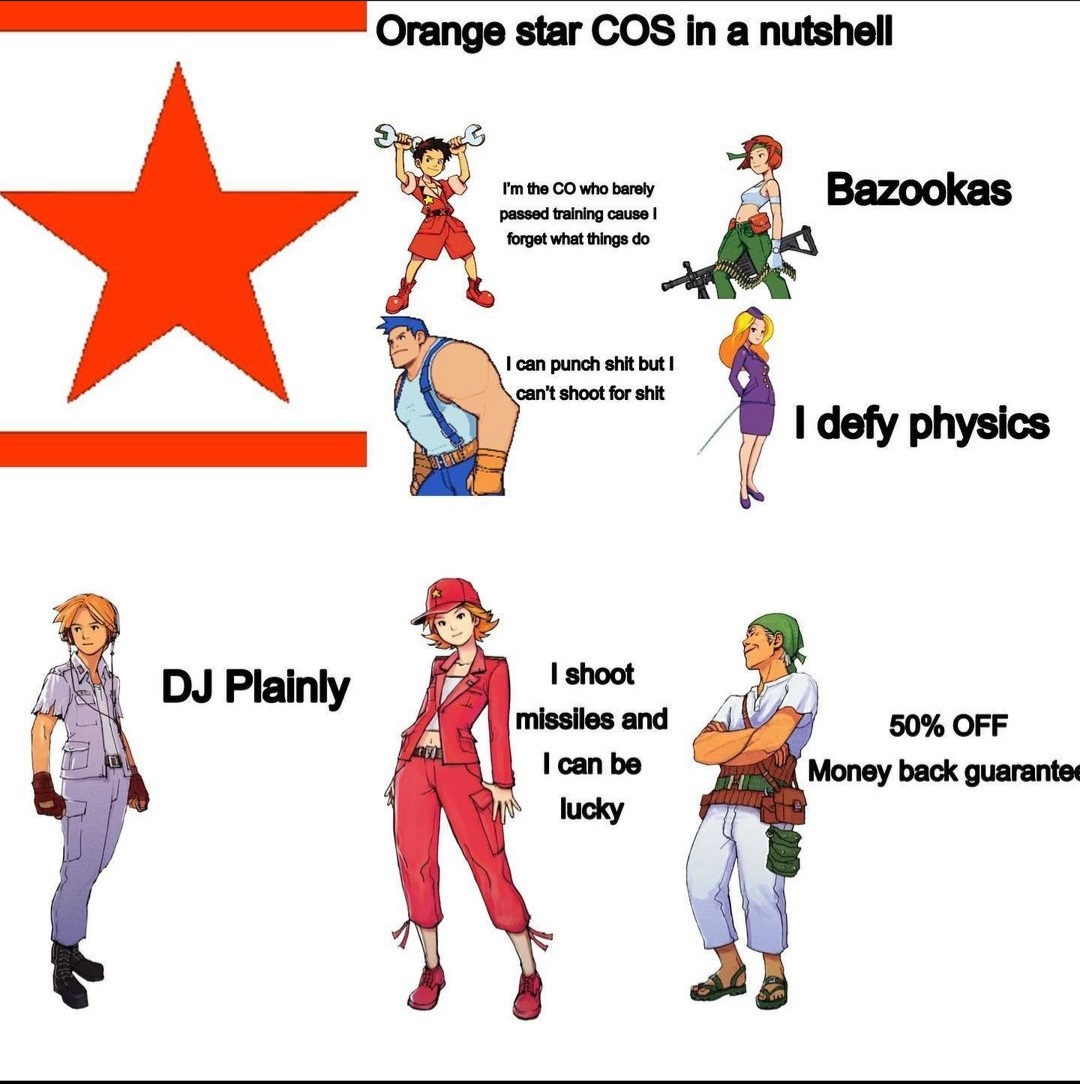 Orange star COS in a nutshell
I'm the CO who barely
passed training cause I
forget what things do
Bazookas
I can punch shit but I
can't shoot for shit
I defy physics
DJ Plainly
I shoot
missiles and
I can be
lucky
50% OFF
Money back guarantee